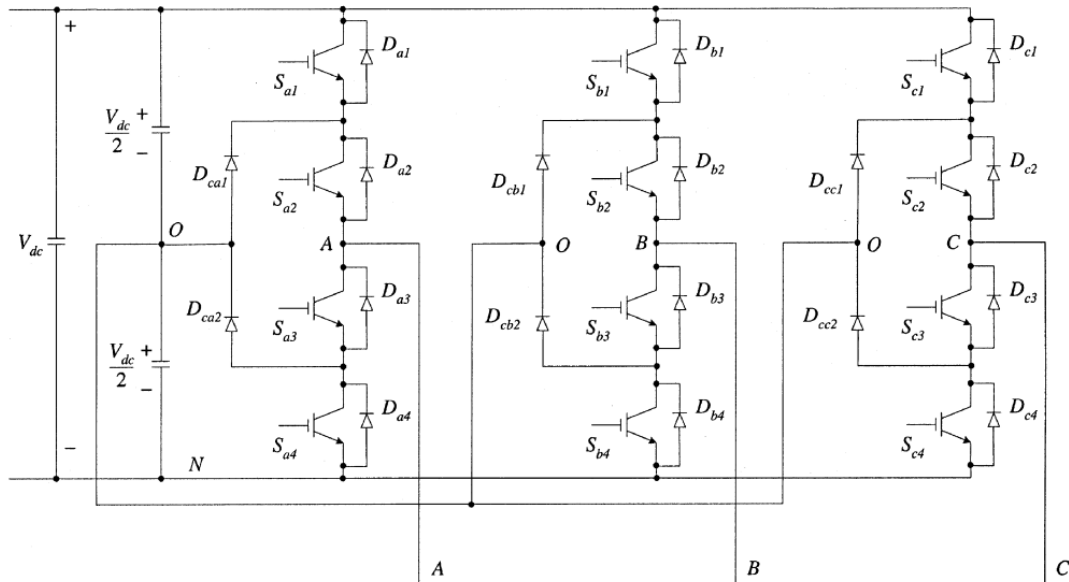 +
V_dc/2 +
−
V_dc
O
V_dc/2 +
−
−
N
S_a1
D_a1
D_ca1
S_a2
D_a2
A
D_ca2
S_a3
D_a3
S_a4
D_a4
A
S_b1
D_b1
D_cb1
S_b2
D_b2
O
B
D_cb2
S_b3
D_b3
S_b4
D_b4
B
S_c1
D_c1
D_cc1
S_c2
D_c2
O
C
D_cc2
S_c3
D_c3
S_c4
D_c4
C